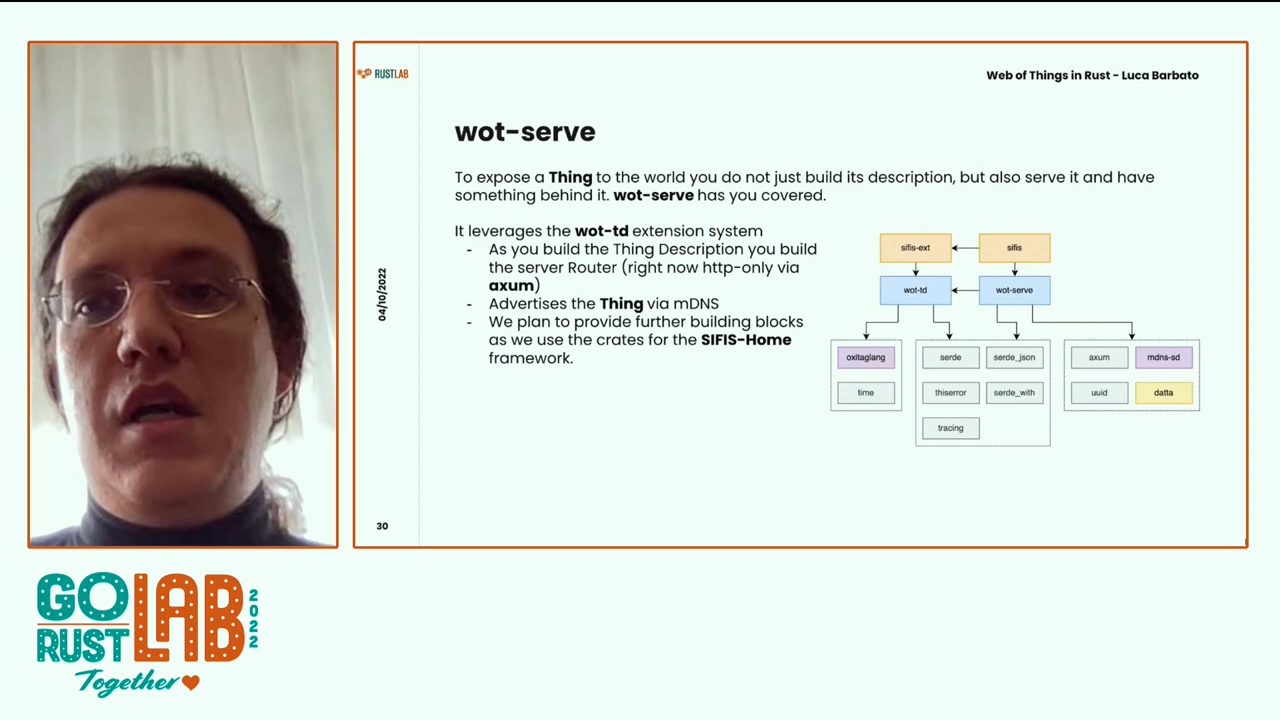 RUSTLAB
Web of Things in Rust - Luca Barbato
wot-serve
To expose a Thing to the world you do not just build its description, but also serve it and have
something behind it. wot-serve has you covered.
It leverages the wot-td extension system
- As you build the Thing Description you build
the server Router (right now http-only via
axum)
- Advertises the Thing via mDNS
- We plan to provide further building blocks
as we use the crates for the SIFIS-Home
framework.
sifis-ext
sifis
wot-td
wot-serve
oxitaglang
serde
serde_json
axum
mdns-sd
time
thiserror
serde_with
uuid
datta
tracing
04/10/2022
30
GO
RUST
LAB
2022
Together